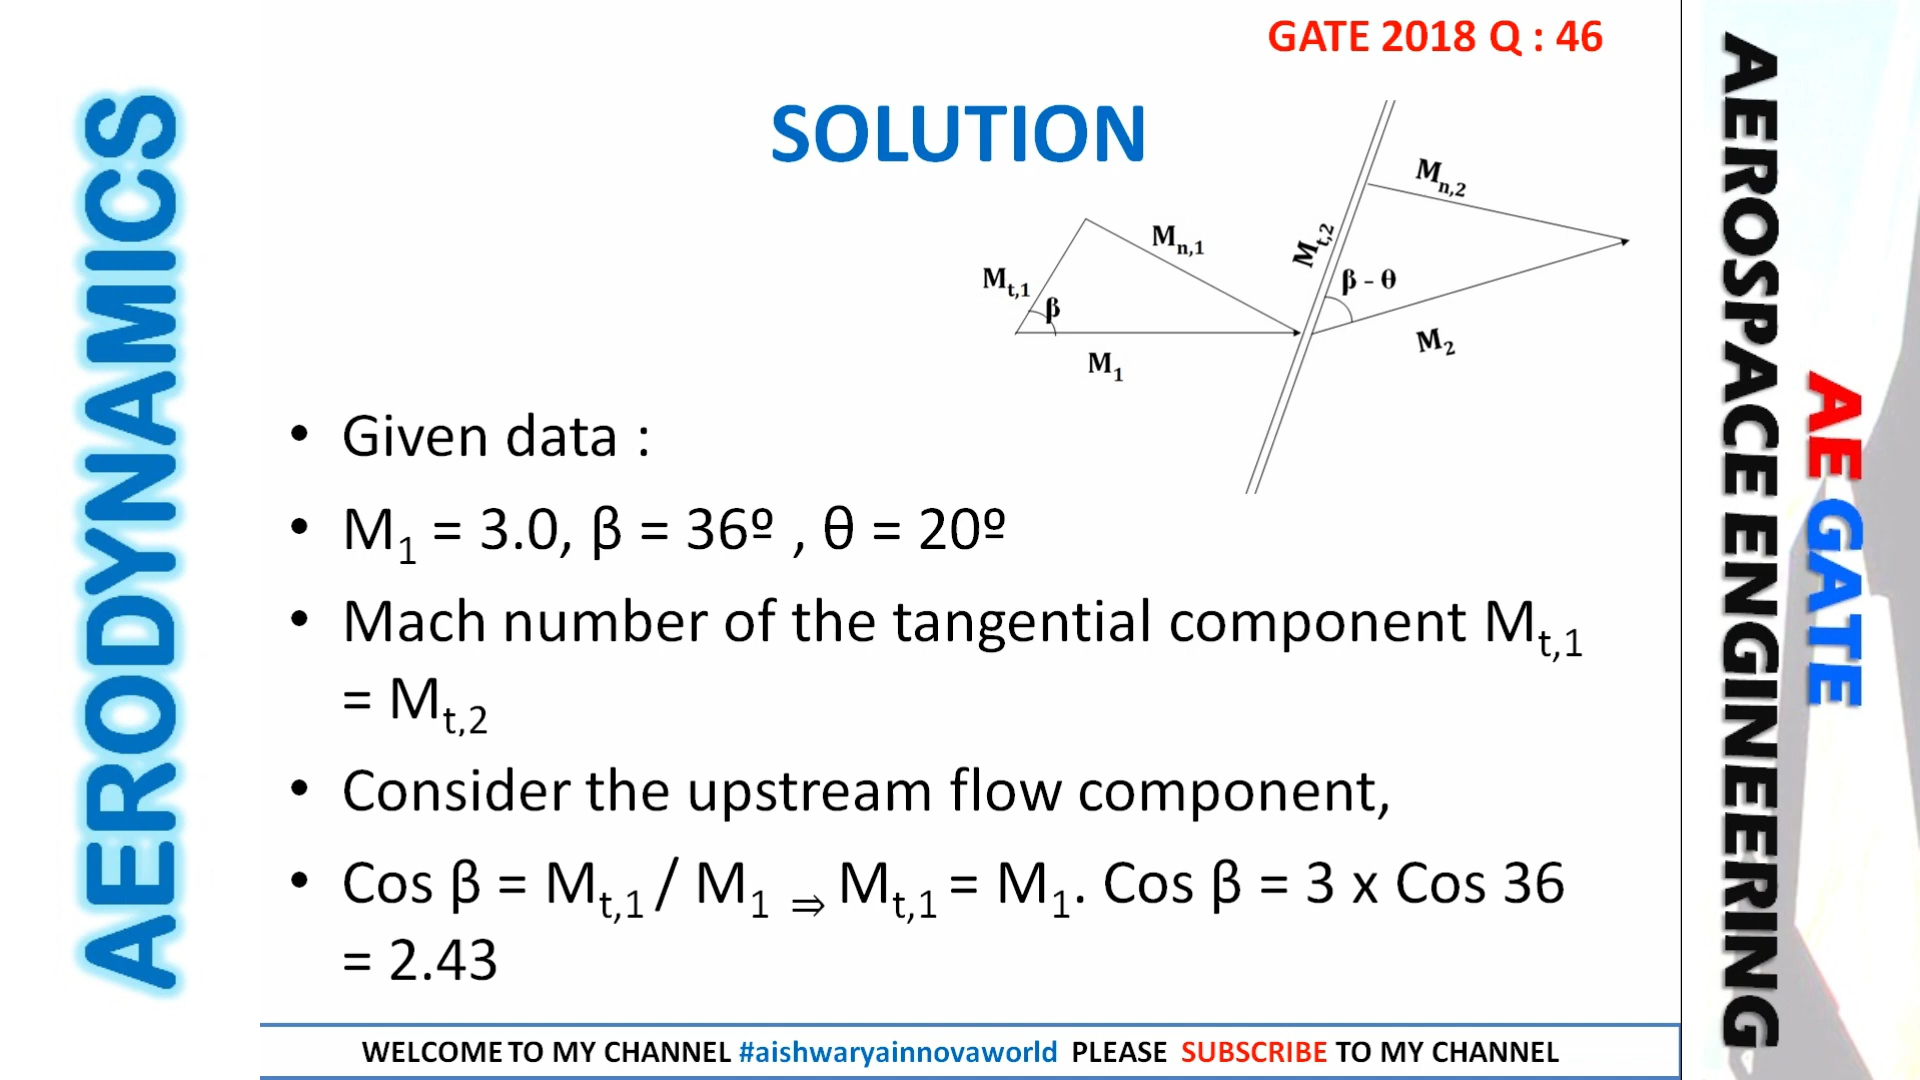 AERODYNAMICS
GATE 2018 Q : 46
SOLUTION
Mt,1
β
Mn,1
M1
Mt,2
β - θ
Mn,2
M2
• Given data :
• M1 = 3.0, β = 36º , θ = 20º
• Mach number of the tangential component Mt,1
= Mt,2
• Consider the upstream flow component,
• Cos β = Mt,1 / M1 ⇒ Mt,1 = M1. Cos β = 3 x Cos 36
= 2.43
WELCOME TO MY CHANNEL #aishwaryainnovaworld PLEASE SUBSCRIBE TO MY CHANNEL
AEROSPACE ENGINEERING
AE GATE